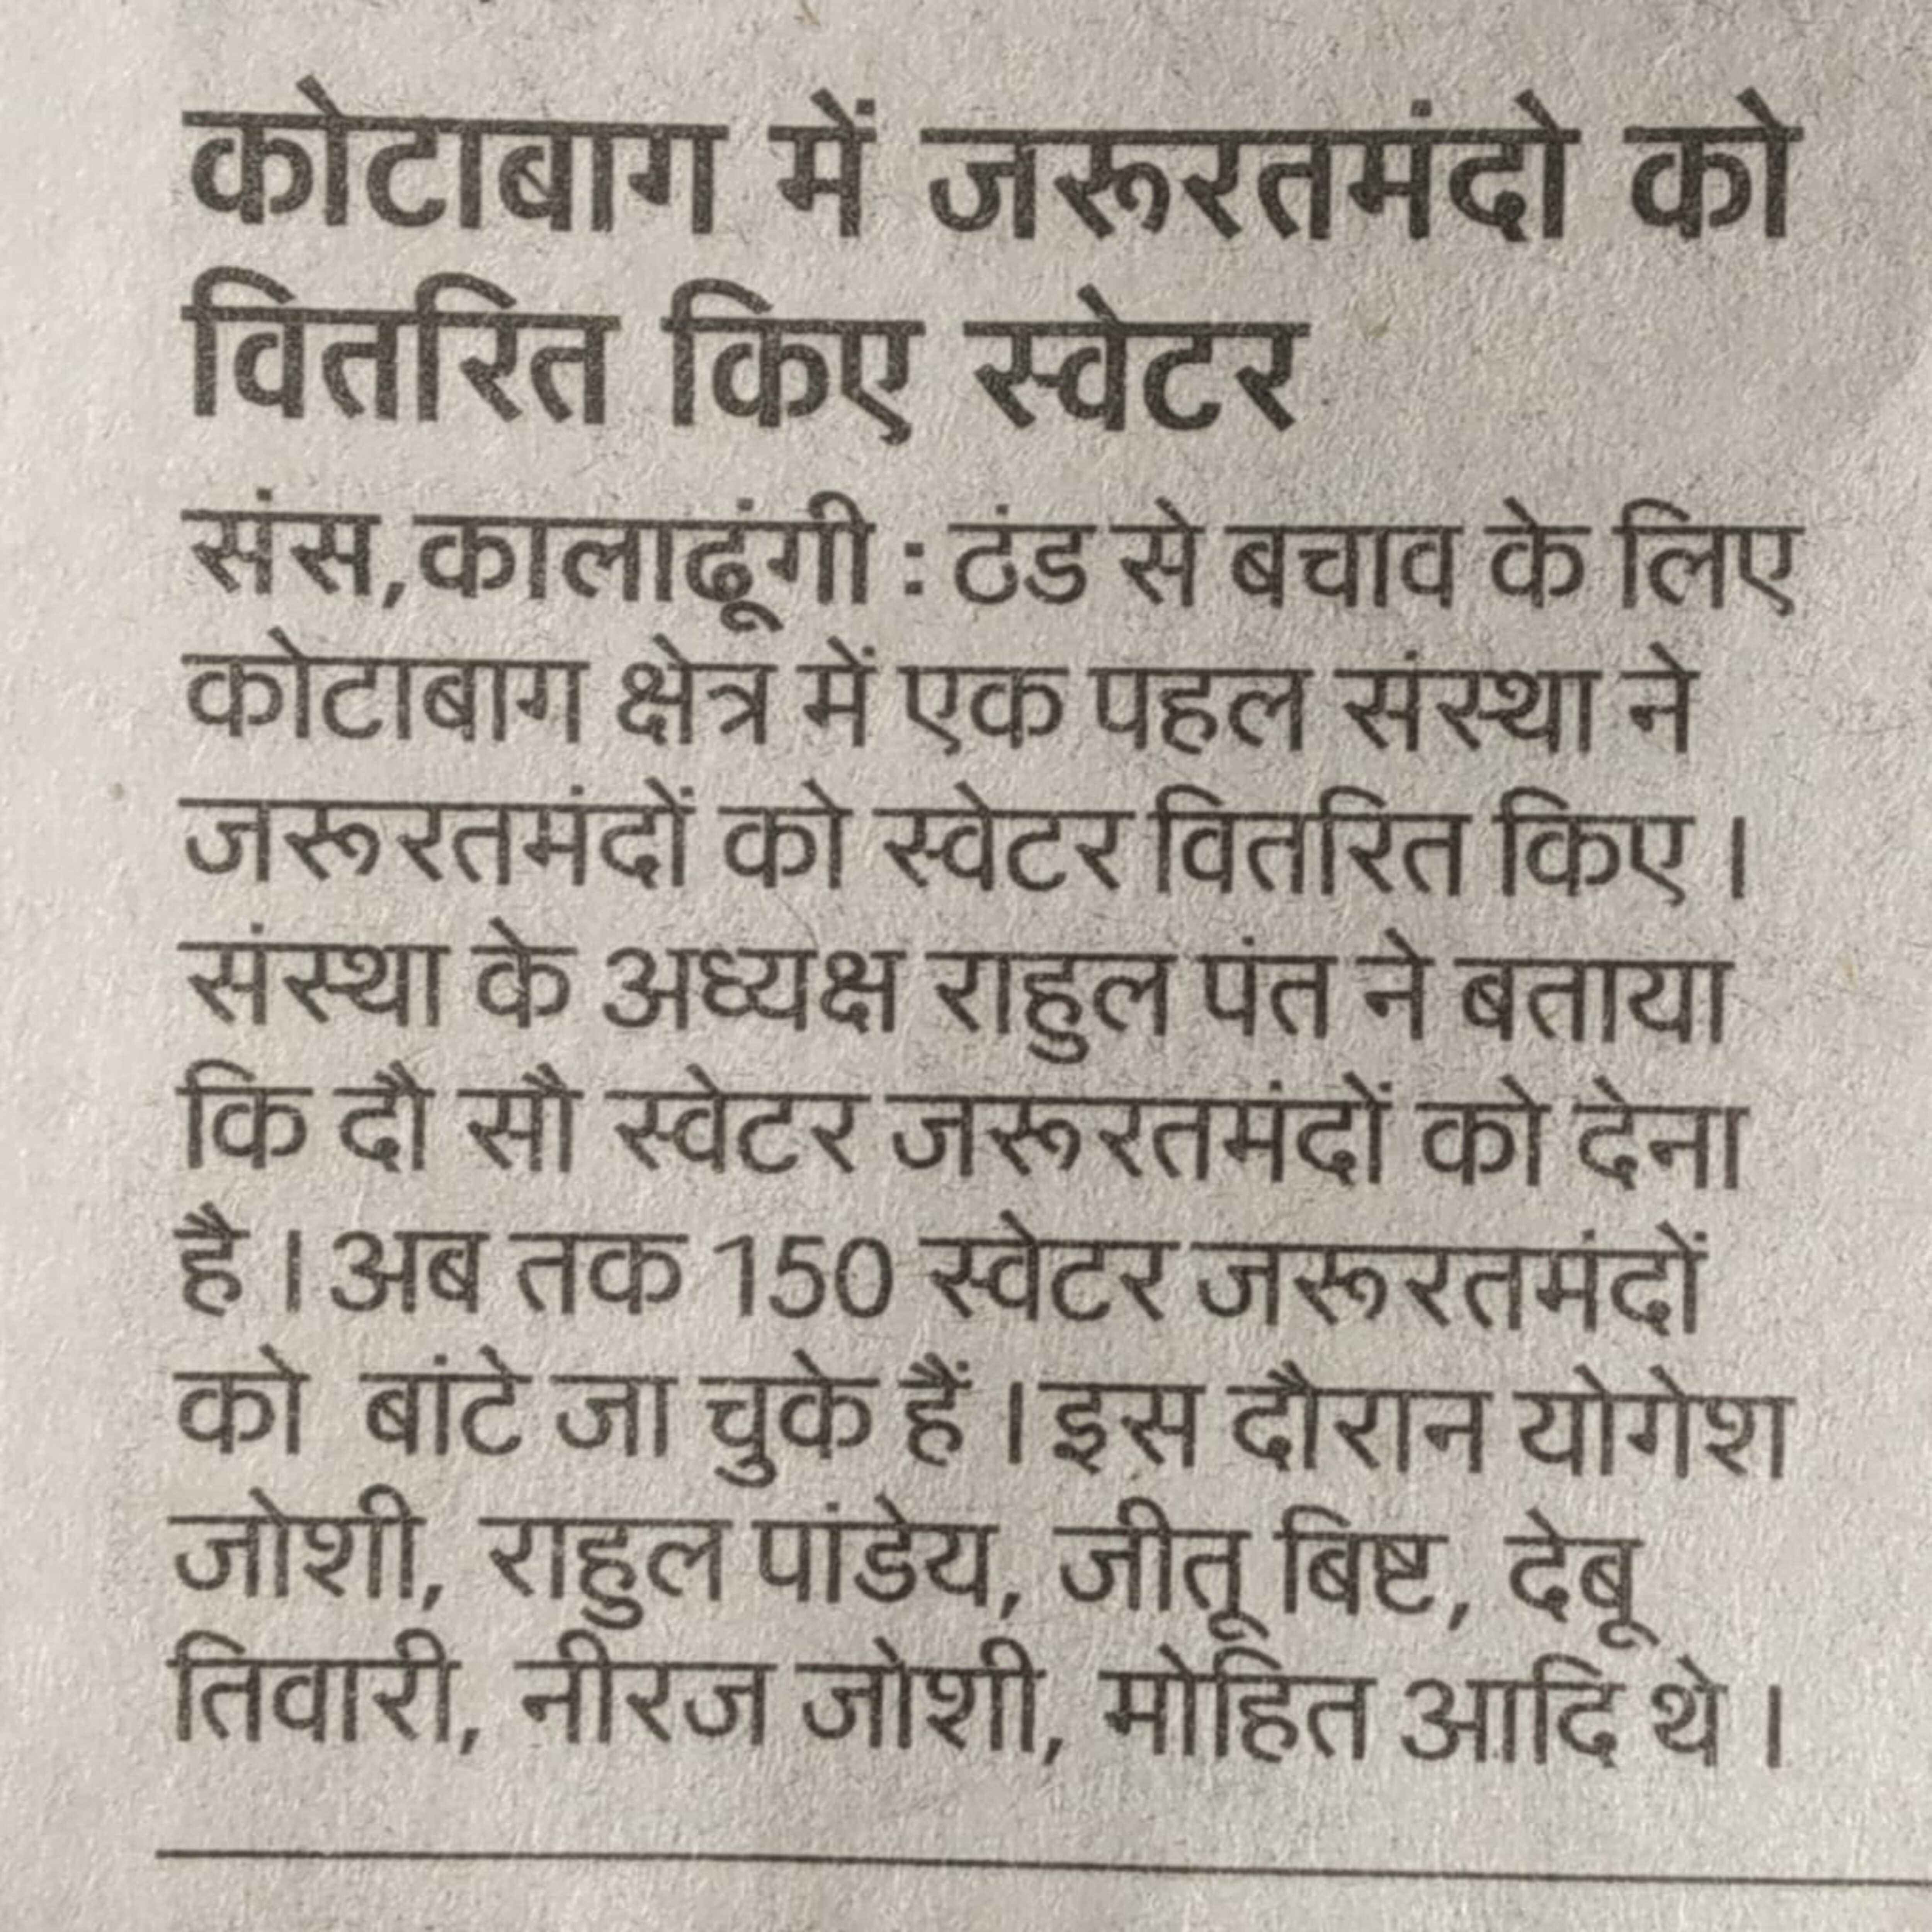 कोटाबाग में जरूरतमंदो को
वितरित किए स्वेटर
संस,कालाढूंगी : ठंड से बचाव के लिए
कोटाबाग क्षेत्र में एक पहल संस्था ने
जरूरतमंदों को स्वेटर वितरित किए।
संस्था के अध्यक्ष राहुल पंत ने बताया
कि दौ सौ स्वेटर जरूरतमंदों को देना
है। अब तक 150 स्वेटर जरूरतमंदों
को बांटे जा चुके हैं। इस दौरान योगेश
जोशी, राहुल पांडेय, जीतू बिष्ट, देबू
तिवारी, नीरज जोशी, मोहित आदि थे।